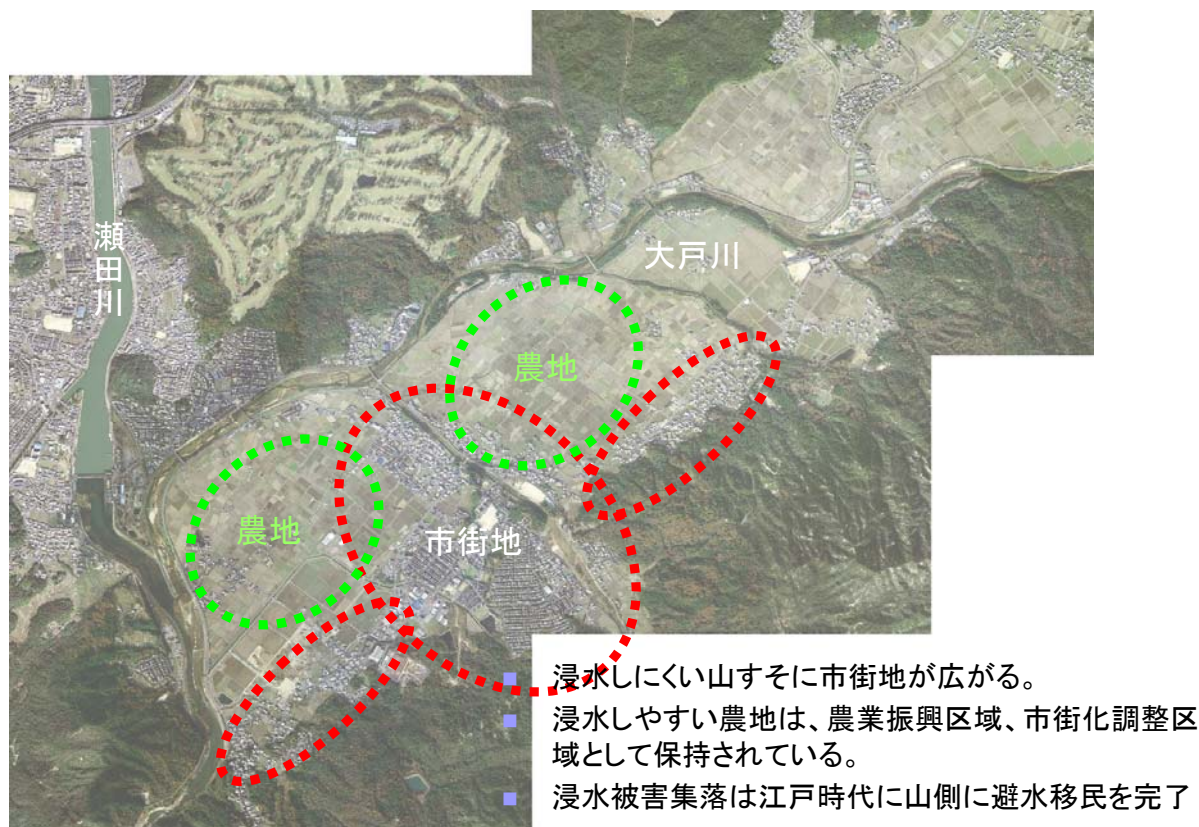 瀬田川
大戸川
農地
農地
市街地
浸水しにくい山すそに市街地が広がる。
浸水しやすい農地は、農業振興区域、市街化調整区
域として保持されている。
浸水被害集落は江戸時代に山側に避水移民を完了